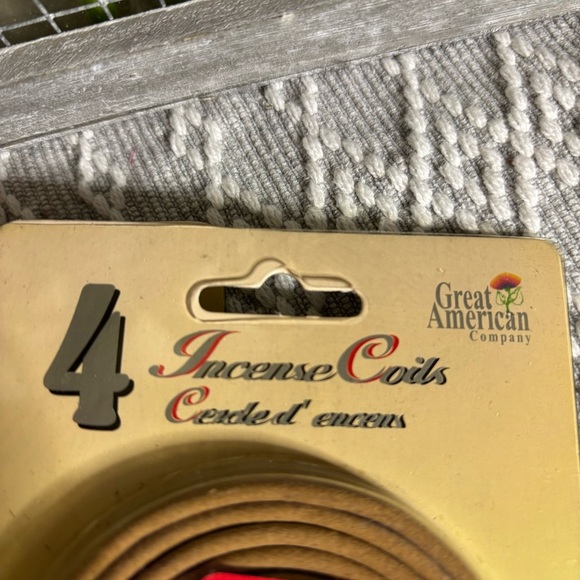 4
Incense Coils
Cercle d' encens
Great
American
Company